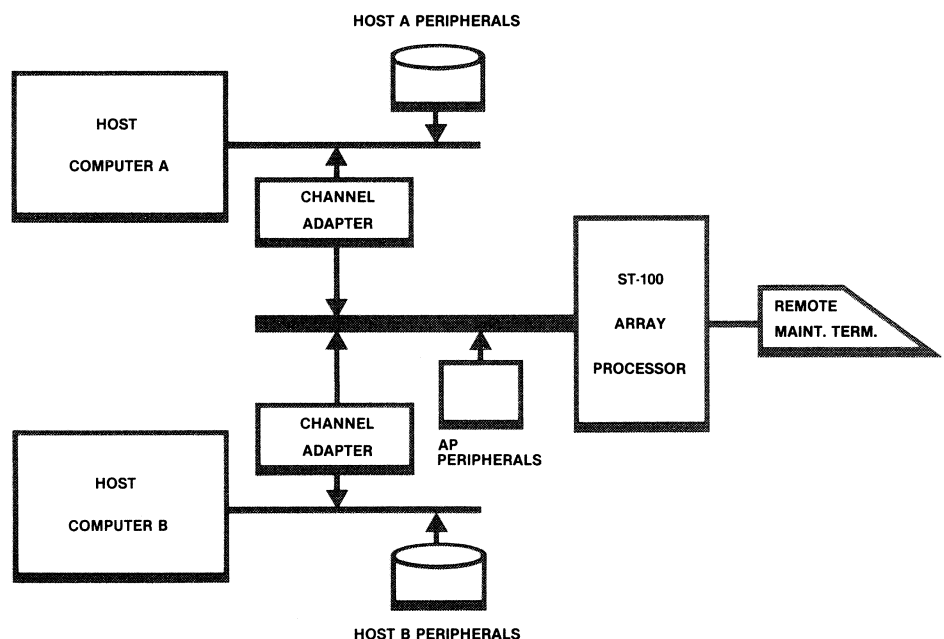 HOST A PERIPHERALS
HOST
COMPUTER A
CHANNEL
ADAPTER
ST-100
ARRAY
PROCESSOR
REMOTE
MAINT. TERM.
CHANNEL
ADAPTER
AP
PERIPHERALS
HOST
COMPUTER B
HOST B PERIPHERALS